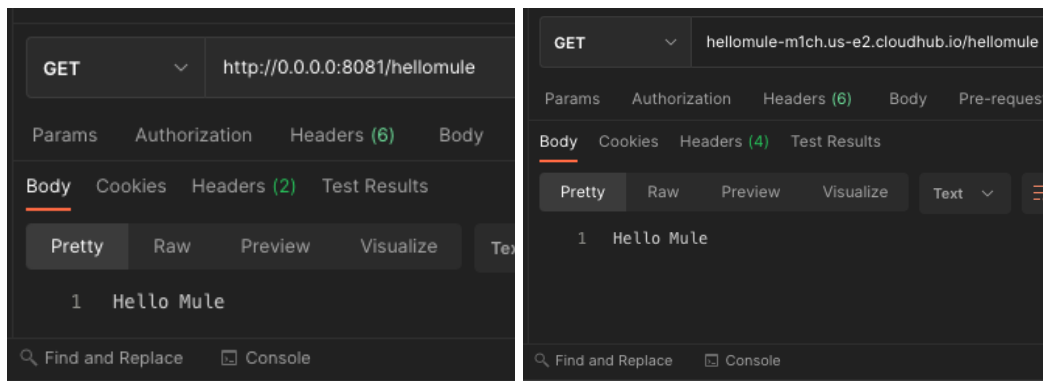 GET http://0.0.0.0:8081/hellomule
Params Authorization Headers (6) Body
Body Cookies Headers (2) Test Results
Pretty Raw Preview Visualize Tex
1 Hello Mule
Find and Replace Console
GET hellomule-m1ch.us-e2.cloudhub.io/hellomule
Params Authorization Headers (6) Body Pre-reques
Body Cookies Headers (4) Test Results
Pretty Raw Preview Visualize Text
1 Hello Mule
Find and Replace Console